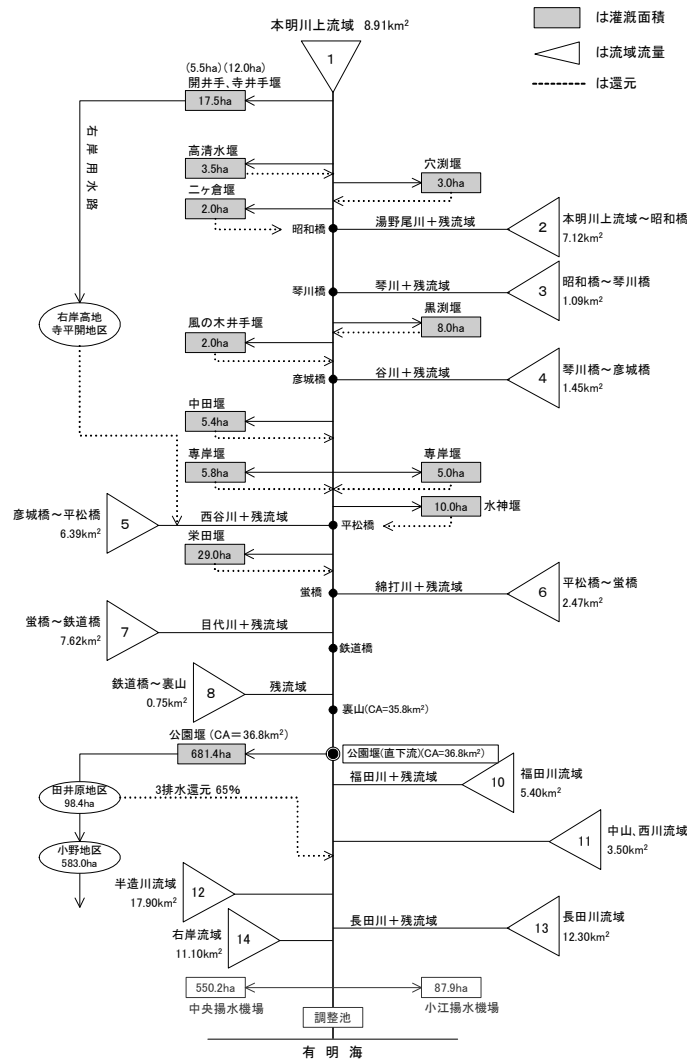 本明川上流域 8.91km²
1
は灌漑面積
は流域流量
は還元
(5.5ha)(12.0ha)
開井手、寺井手堰
17.5ha
右岸用水路
高清水堰
3.5ha
穴渕堰
3.0ha
二ヶ倉堰
2.0ha
昭和橋
湯野尾川＋残流域
2
本明川上流域～昭和橋
7.12km²
琴川橋
琴川＋残流域
3
昭和橋～琴川橋
1.09km²
右岸高地
寺平開地区
黒渕堰
8.0ha
風の木井手堰
2.0ha
彦城橋
谷川＋残流域
4
琴川橋～彦城橋
1.45km²
中田堰
5.4ha
専岸堰
5.8ha
専岸堰
5.0ha
10.0ha
水神堰
彦城橋～平松橋
6.39km²
5
西谷川＋残流域
平松橋
栄田堰
29.0ha
蛍橋
綿打川＋残流域
6
平松橋～蛍橋
2.47km²
蛍橋～鉄道橋
7.62km²
7
目代川＋残流域
鉄道橋
鉄道橋～裏山
0.75km²
8
残流域
裏山(CA=35.8km²)
公園堰 (CA＝36.8km²)
681.4ha
公園堰(直下流)(CA=36.8km²)
田井原地区
98.4ha
3排水還元 65%
福田川＋残流域
10
福田川流域
5.40km²
小野地区
583.0ha
11
中山、西川流域
3.50km²
半造川流域
17.90km²
12
右岸流域
11.10km²
14
長田川＋残流域
13
長田川流域
12.30km²
550.2ha
中央揚水機場
87.9ha
小江揚水機場
調整池
有 明 海